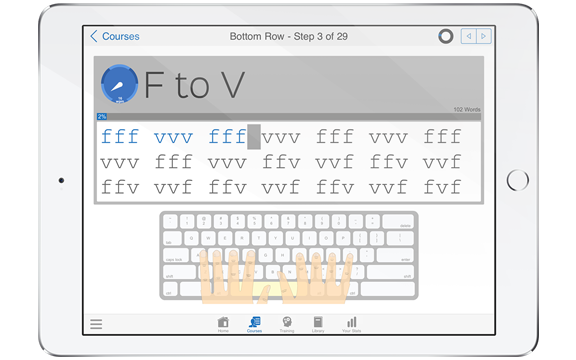 Courses
Bottom Row - Step 3 of 29
F to V
102 Words
2%
fff vvv fff vvv fff vvv fff
vvv fff vvv ffv vvf ffv vvf
ffv vvf ffv vvf ffv vvf fvf
Home Courses Training Library Your Stats